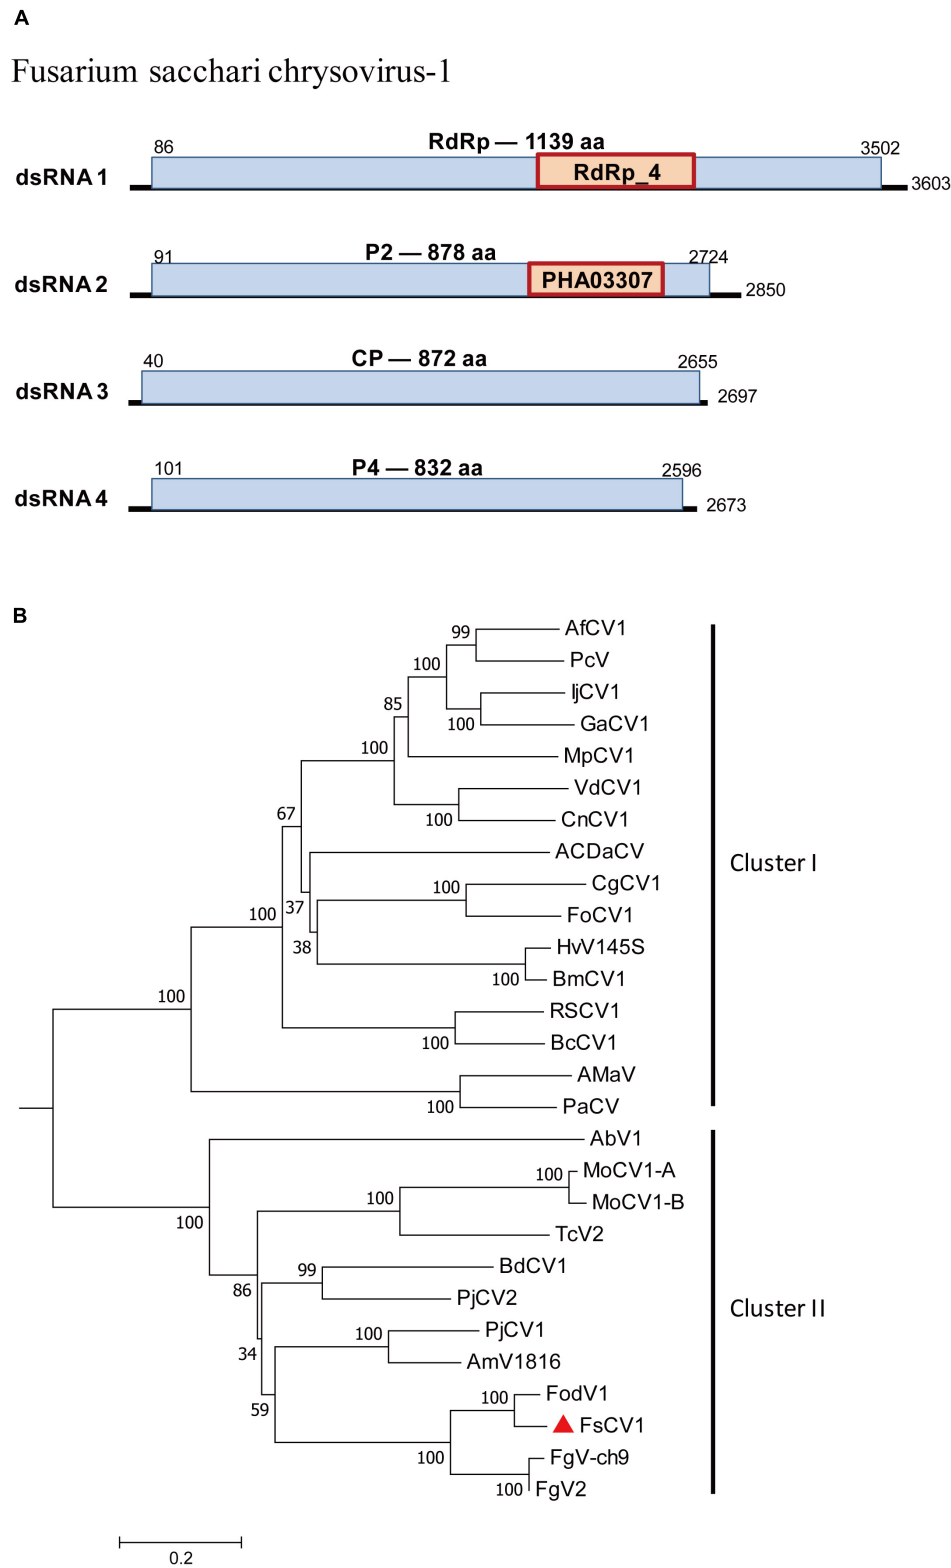 A
Fusarium sacchari chrysovirus-1
86
RdRp — 1139 aa
3502
dsRNA 1
RdRp_4
3603
91
P2 — 878 aa
2724
dsRNA 2
PHA03307
2850
40
CP — 872 aa
2655
dsRNA 3
2697
101
P4 — 832 aa
2596
dsRNA 4
2673
B
AfCV1
99
PcV
100
IjCV1
85
100
GaCV1
100
MpCV1
VdCV1
67
100
CnCV1
ACDaCV
Cluster I
100
CgCV1
37
100
FoCV1
38
HvV145S
100
BmCV1
100
RSCV1
100
BcCV1
AMaV
100
PaCV
AbV1
100
100
MoCV1-A
100
MoCV1-B
TcV2
99
BdCV1
86
PjCV2
Cluster II
100
PjCV1
34
AmV1816
100
FodV1
59
FsCV1
100
FgV-ch9
100
FgV2
0.2